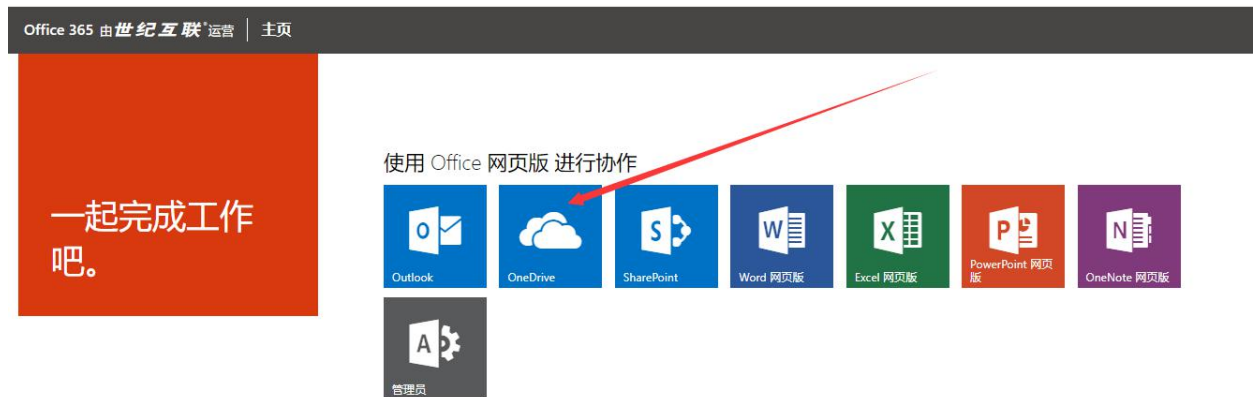 Office 365 由世纪互联运营 主页
一起完成工作
吧。
使用 Office 网页版 进行协作
Outlook
OneDrive
SharePoint
Word 网页版
Excel 网页版
PowerPoint 网页
版
OneNote 网页版
管理员